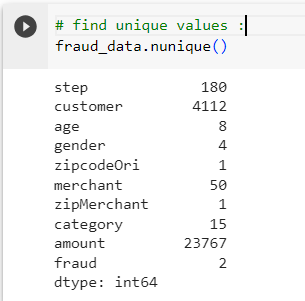 # find unique values :
fraud_data.nunique()
step 180
customer 4112
age 8
gender 4
zipcodeOri 1
merchant 50
zipMerchant 1
category 15
amount 23767
fraud 2
dtype: int64